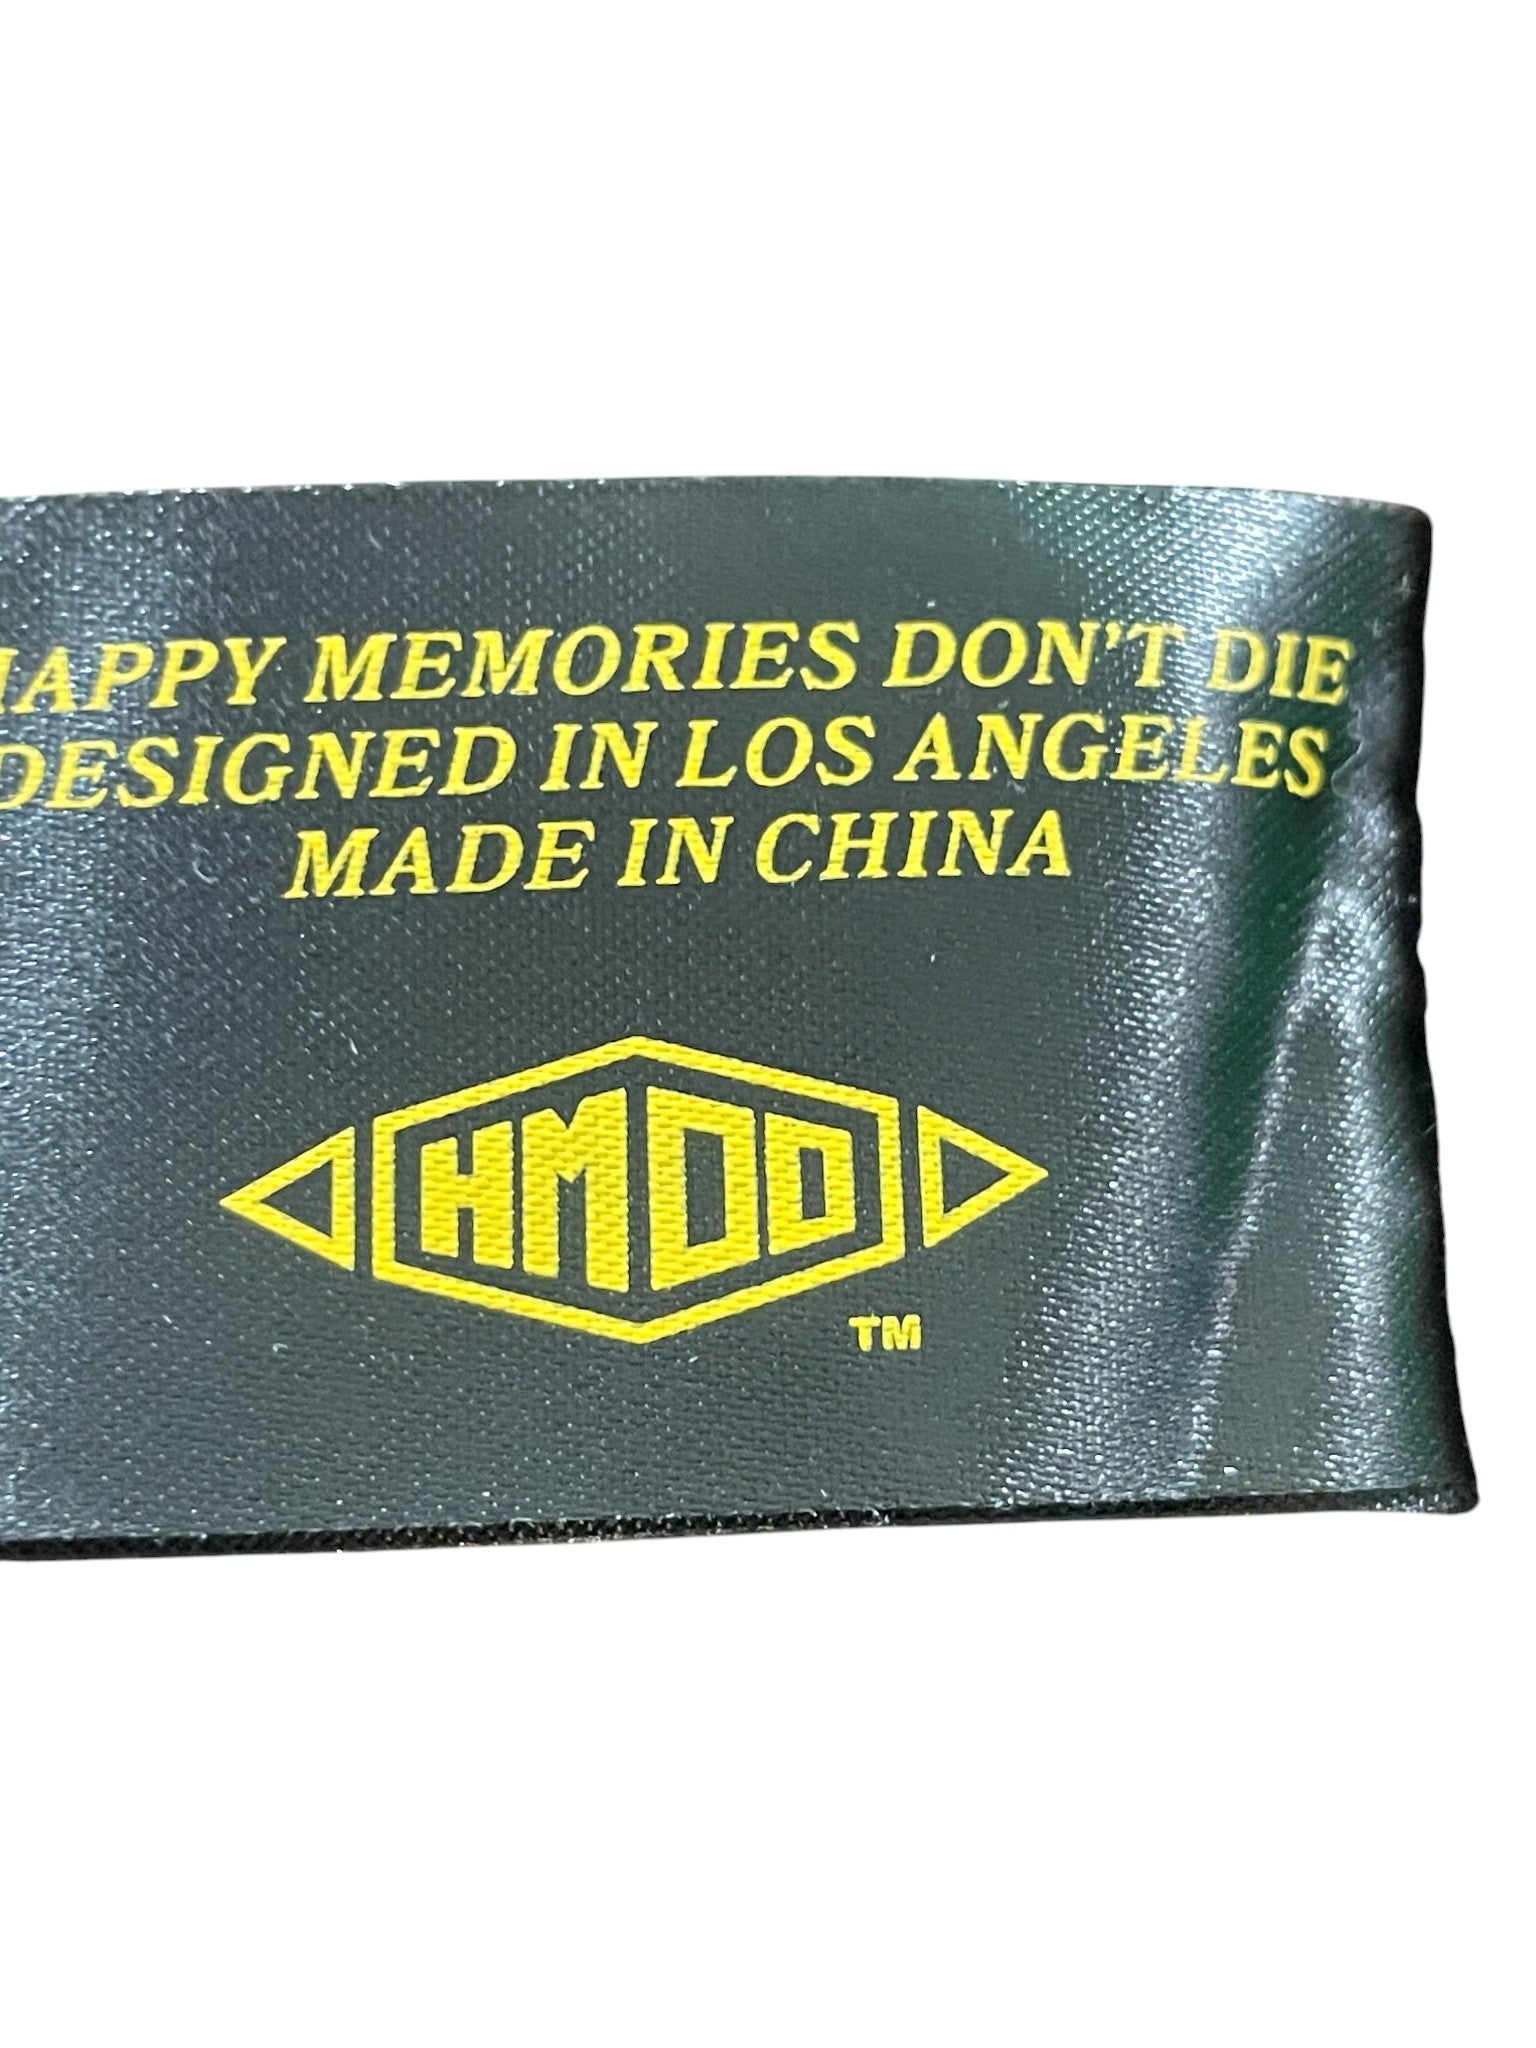 HAPPY MEMORIES DON'T DIE
DESIGNED IN LOS ANGELES
MADE IN CHINA
HMDD
TM